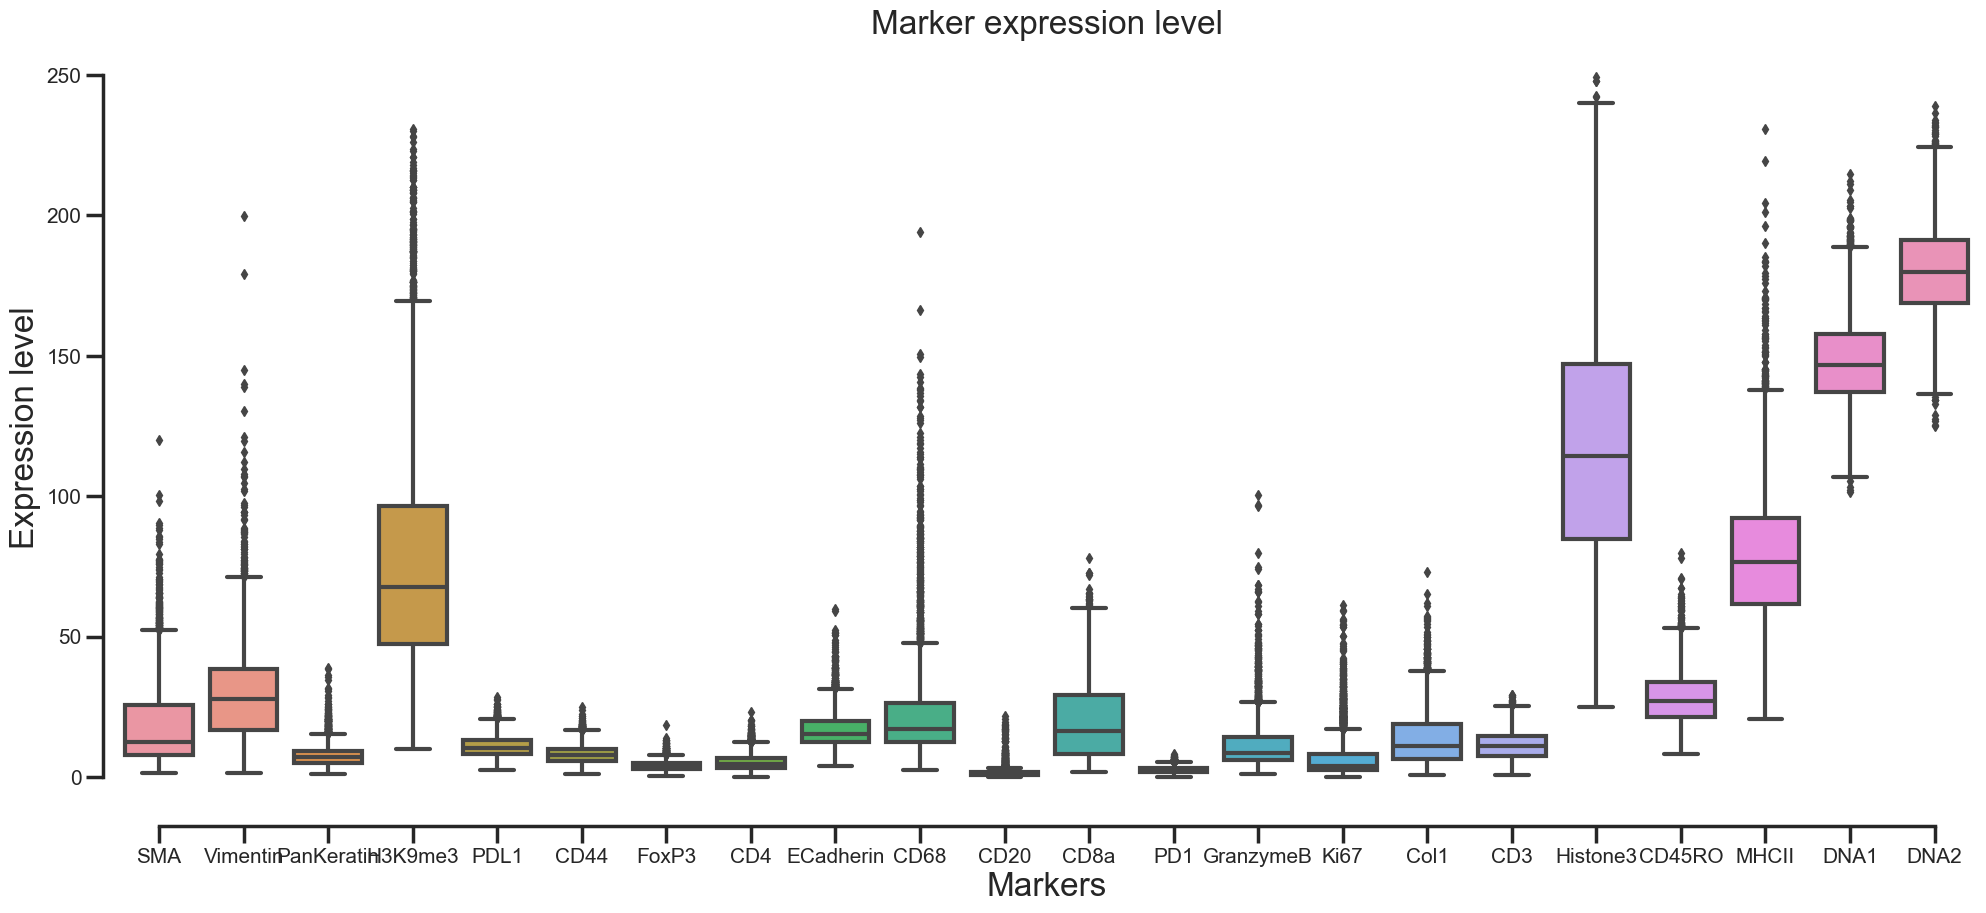 Marker expression level
Expression level
250
200
150
100
50
0
SMA Vimentin PanKeratin H3K9me3 PDL1 CD44 FoxP3 CD4 ECadherin CD68 CD20 CD8a PD1 GranzymeB Ki67 Col1 CD3 Histone3 CD45RO MHCII DNA1 DNA2
Markers